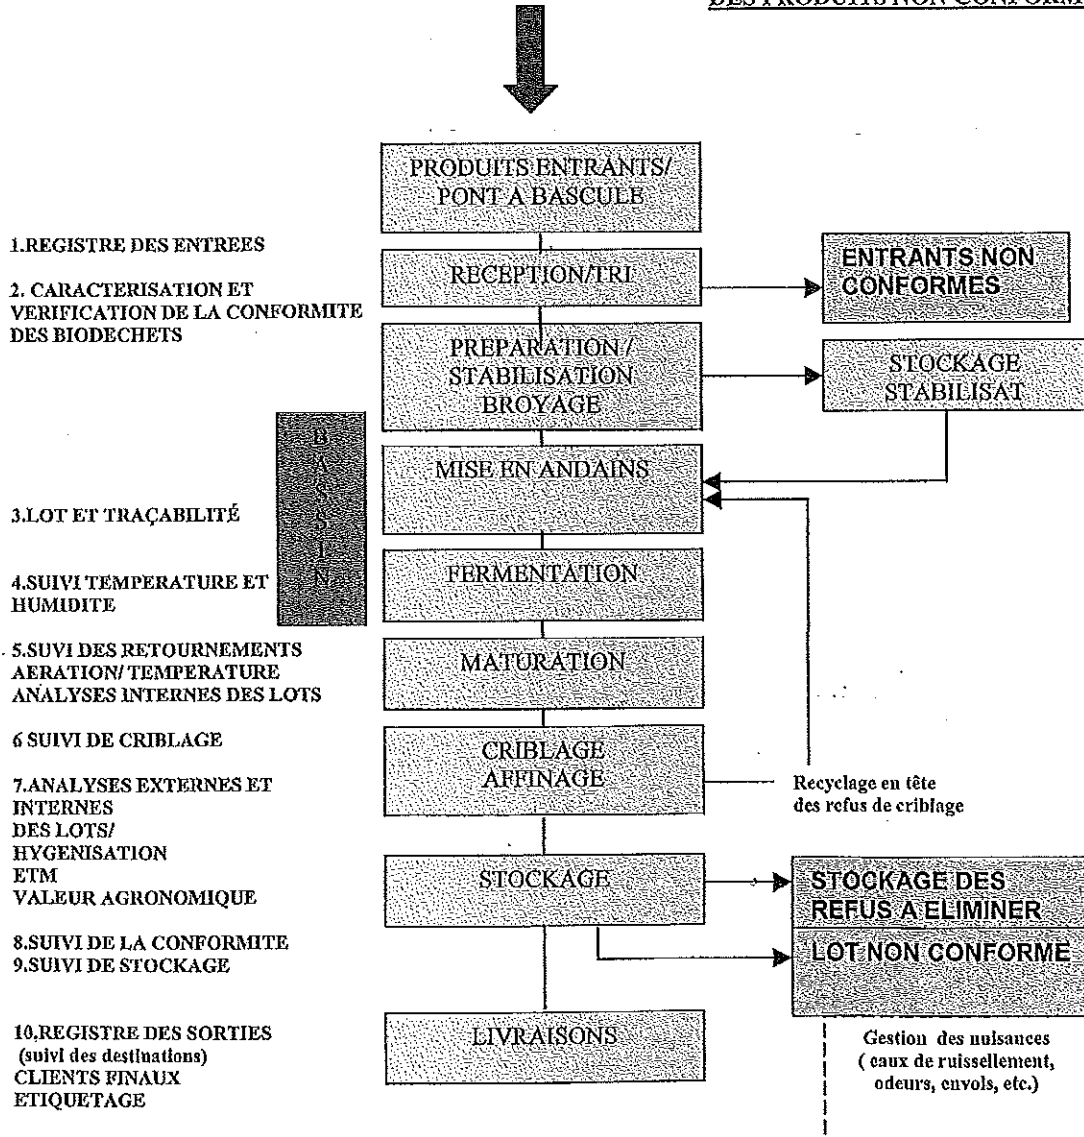 DES PRODUITS NON CONFORM
PRODUITS ENTRANTS/
PONT A BASCULE
1.REGISTRE DES ENTREES
RECEPTION/TRI
ENTRANTS NON
CONFORMES
2. CARACTERISATION ET
VERIFICATION DE LA CONFORMITE
DES BIODECHETS
PREPARATION/
STABILISATION
BROYAGE
STOCKAGE
STABILISAT
BASSIN
MISE EN ANDAINS
3.LOT ET TRAÇABILITÉ
4.SUIVI TEMPERATURE ET
HUMIDITE
FERMENTATION
5.SUVI DES RETOURNEMENTS
AERATION/ TEMPERATURE
ANALYSES INTERNES DES LOTS
MATURATION
6 SUIVI DE CRIBLAGE
CRIBLAGE
AFFINAGE
Recyclage en tête
des refus de criblage
7.ANALYSES EXTERNES ET
INTERNES
DES LOTS/
HYGENISATION
ETM
VALEUR AGRONOMIQUE
STOCKAGE
STOCKAGE DES
REFUS A ELIMINER
LOT NON CONFORME
8.SUIVI DE LA CONFORMITE
9.SUIVI DE STOCKAGE
10.REGISTRE DES SORTIES
(suivi des destinations)
CLIENTS FINAUX
ETIQUETAGE
LIVRAISONS
Gestion des nuisances
( eaux de ruissellement,
odeurs, envols, etc.)